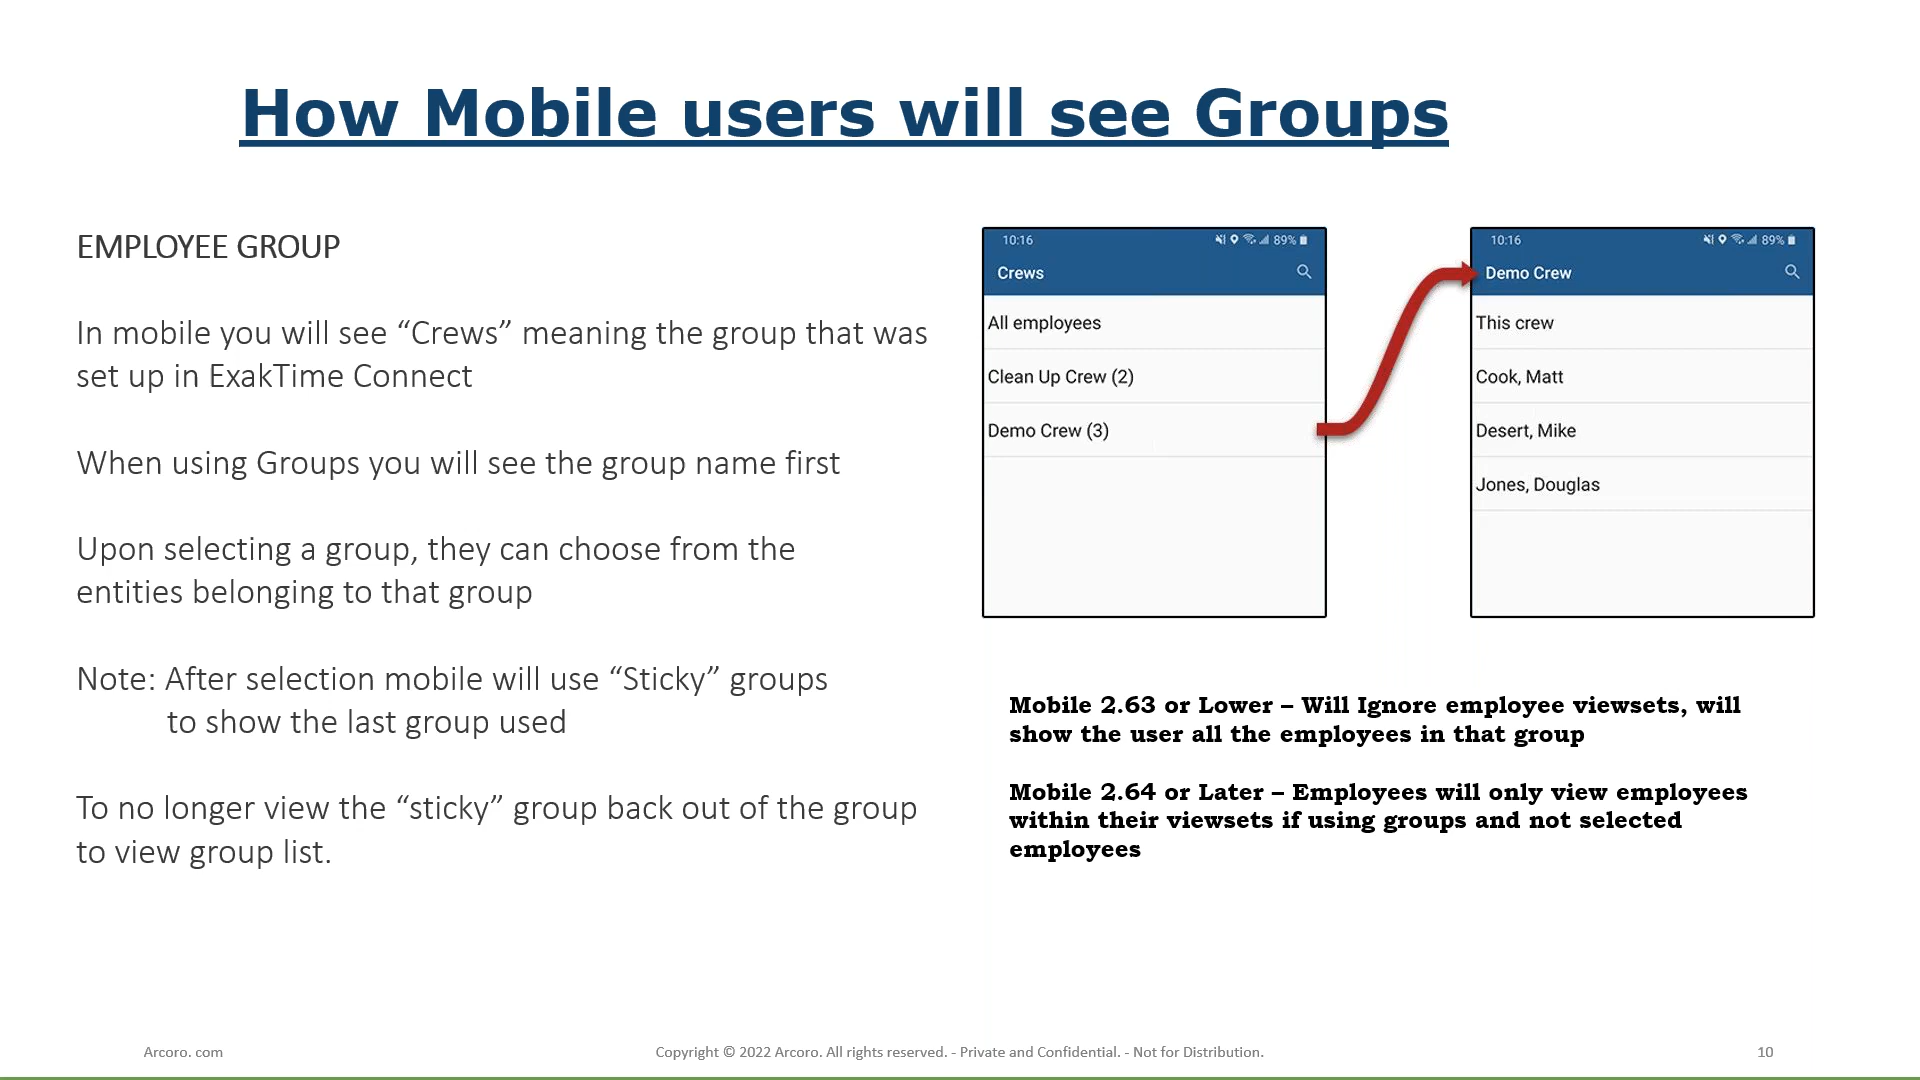 How Mobile users will see Groups
EMPLOYEE GROUP
In mobile you will see “Crews” meaning the group that was
set up in ExakTime Connect
When using Groups you will see the group name first
Upon selecting a group, they can choose from the
entities belonging to that group
Note: After selection mobile will use “Sticky” groups
to show the last group used
To no longer view the “sticky” group back out of the group
to view group list.
10:16
89%
Crews
All employees
Clean Up Crew (2)
Demo Crew (3)
10:16
89%
Demo Crew
This crew
Cook, Matt
Desert, Mike
Jones, Douglas
Mobile 2.63 or Lower – Will Ignore employee viewsets, will
show the user all the employees in that group
Mobile 2.64 or Later – Employees will only view employees
within their viewsets if using groups and not selected
employees
Arcoro. com
Copyright © 2022 Arcoro. All rights reserved. - Private and Confidential. - Not for Distribution.
10